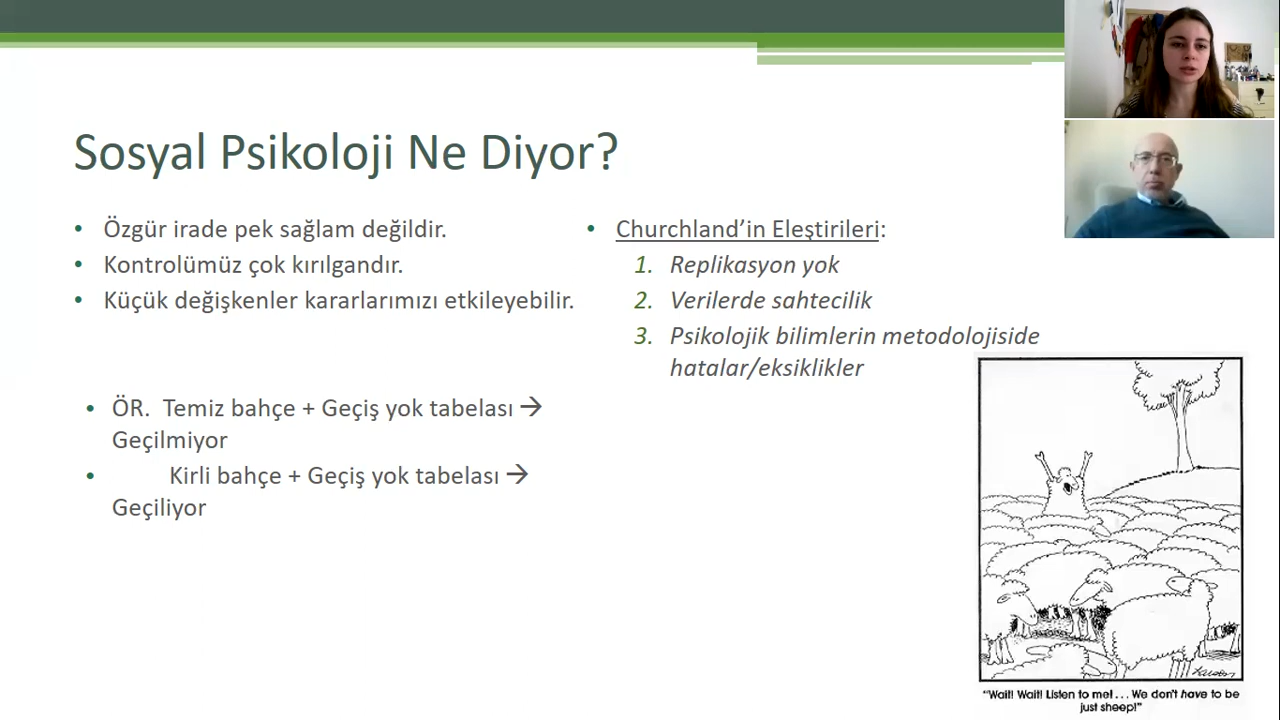 Sosyal Psikoloji Ne Diyor?
• Özgür irade pek sağlam değildir.
• Kontrolümüz çok kırılgandır.
• Küçük değişkenler kararlarımızı etkileyebilir.
• ÖR. Temiz bahçe + Geçiş yok tabelası →
Geçilmiyor
• Kirli bahçe + Geçiş yok tabelası →
Geçiliyor
• Churchland’in Eleştirileri:
1. Replikasyon yok
2. Verilerde sahtecilik
3. Psikolojik bilimlerin metodolojiside
hatalar/eksiklikler
Larson
"Wait! Wait! Listen to me! ... We don't have to be
just sheep!"